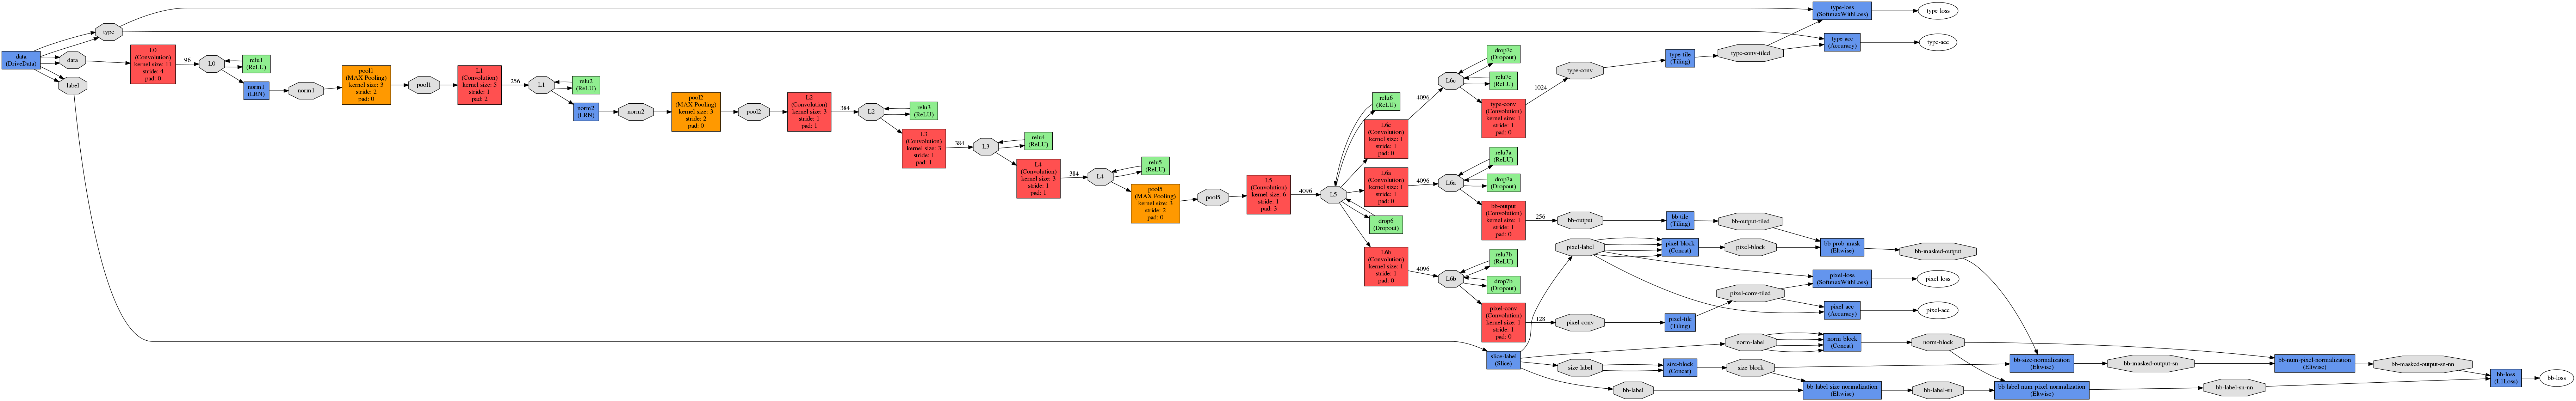 data
(DriveData)
type
data
label
L0
(Convolution)
kernel size: 11
stride: 4
pad: 0
96
L0
relu1
(ReLU)
norm1
(LRN)
norm1
pool1
(MAX Pooling)
kernel size: 3
stride: 2
pad: 0
pool1
L1
(Convolution)
kernel size: 5
stride: 1
pad: 2
256
L1
relu2
(ReLU)
norm2
(LRN)
norm2
pool2
(MAX Pooling)
kernel size: 3
stride: 2
pad: 0
pool2
L2
(Convolution)
kernel size: 3
stride: 1
pad: 1
384
L2
relu3
(ReLU)
L3
(Convolution)
kernel size: 3
stride: 1
pad: 1
384
L3
relu4
(ReLU)
L4
(Convolution)
kernel size: 3
stride: 1
pad: 1
384
L4
relu5
(ReLU)
pool5
(MAX Pooling)
kernel size: 3
stride: 2
pad: 0
pool5
L5
(Convolution)
kernel size: 6
stride: 1
pad: 3
4096
L5
relu6
(ReLU)
drop6
(Dropout)
L6c
(Convolution)
kernel size: 1
stride: 1
pad: 0
4096
L6c
drop7c
(Dropout)
relu7c
(ReLU)
type-conv
(Convolution)
kernel size: 1
stride: 1
pad: 0
1024
type-conv
type-tile
(Tiling)
type-conv-tiled
type-loss
(SoftmaxWithLoss)
type-loss
type-acc
(Accuracy)
type-acc
L6a
(Convolution)
kernel size: 1
stride: 1
pad: 0
4096
L6a
relu7a
(ReLU)
drop7a
(Dropout)
bb-output
(Convolution)
kernel size: 1
stride: 1
pad: 0
256
bb-output
bb-tile
(Tiling)
bb-output-tiled
L6b
(Convolution)
kernel size: 1
stride: 1
pad: 0
4096
L6b
relu7b
(ReLU)
drop7b
(Dropout)
pixel-conv
(Convolution)
kernel size: 1
stride: 1
pad: 0
128
pixel-conv
pixel-tile
(Tiling)
pixel-conv-tiled
pixel-label
pixel-block
(Concat)
pixel-block
bb-prob-mask
(Eltwise)
bb-masked-output
pixel-loss
(SoftmaxWithLoss)
pixel-loss
pixel-acc
(Accuracy)
pixel-acc
slice-label
(Slice)
norm-label
norm-block
(Concat)
norm-block
size-label
size-block
(Concat)
size-block
bb-label
bb-size-normalization
(Eltwise)
bb-masked-output-sn
bb-num-pixel-normalization
(Eltwise)
bb-masked-output-sn-nn
bb-label-size-normalization
(Eltwise)
bb-label-sn
bb-label-num-pixel-normalization
(Eltwise)
bb-label-sn-nn
bb-loss
(L1Loss)
bb-loss